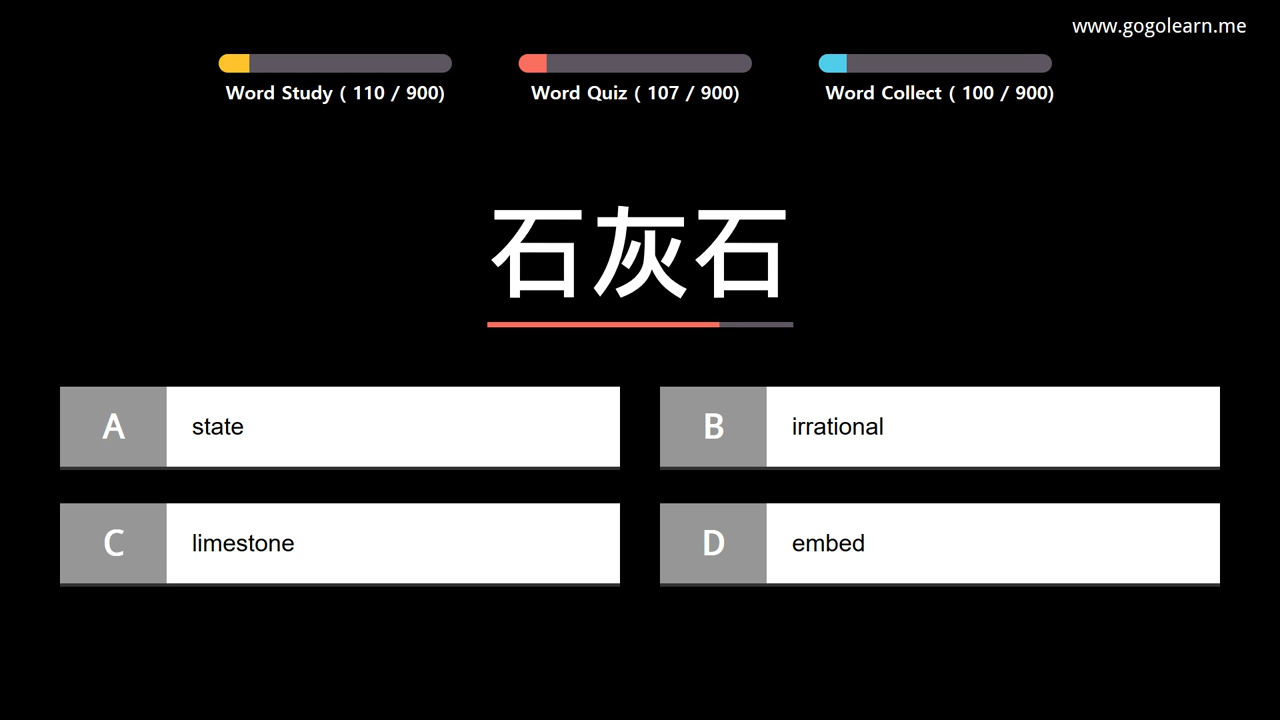 www.gogolearn.me
Word Study ( 110 / 900)
Word Quiz ( 107 / 900)
Word Collect ( 100 / 900)
石灰石
A state
B irrational
C limestone
D embed